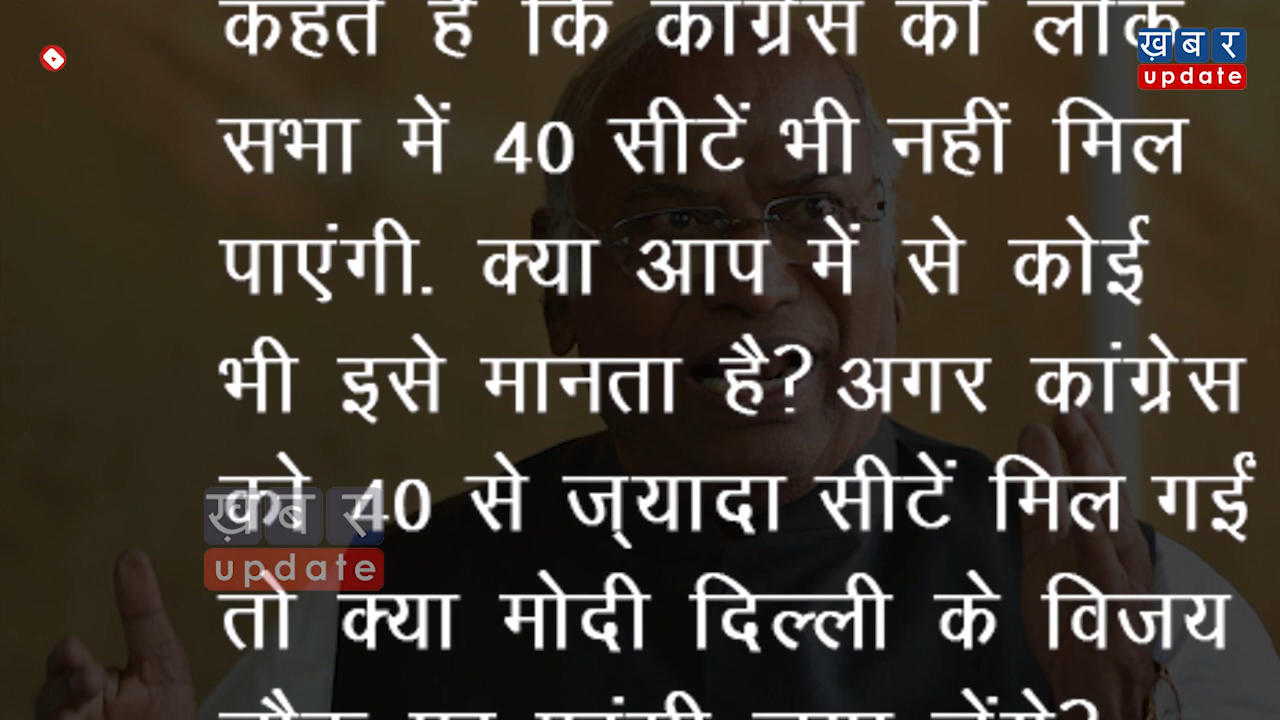 कहते हैं कि कांग्रेस को लोक
ख़बर
update
सभा में 40 सीटें भी नहीं मिल
पाएंगी. क्या आप में से कोई
भी इसे मानता है? अगर कांग्रेस
को 40 से ज्यादा सीटें मिल गईं
ख़बर
update
तो क्या मोदी दिल्ली के विजय